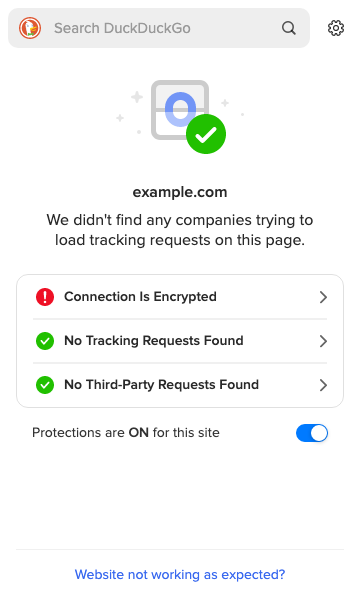 Search DuckDuckGo
0
example.com
We didn't find any companies trying to
load tracking requests on this page.
Connection Is Encrypted
No Tracking Requests Found
No Third-Party Requests Found
Protections are ON for this site
Website not working as expected?